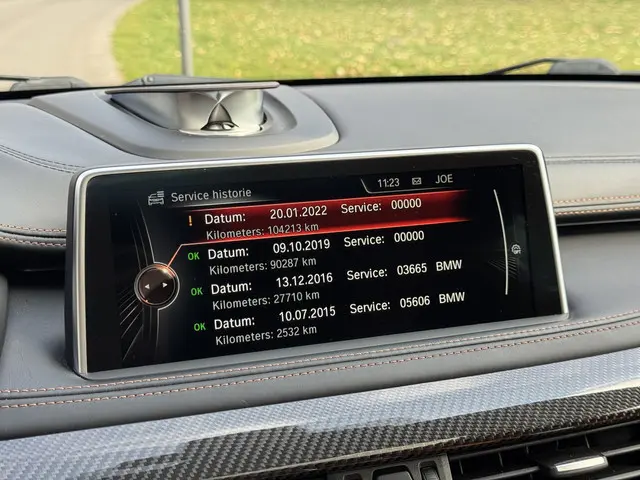 11:23 JOE
Service historie
! Datum: 20.01.2022 Service: 00000
Kilometers: 104213 km
OK Datum: 09.10.2019 Service: 00000
Kilometers: 90287 km
OK Datum: 13.12.2016 Service: 03665 BMW
Kilometers: 27710 km
OK Datum: 10.07.2015 Service: 05606 BMW
Kilometers: 2532 km